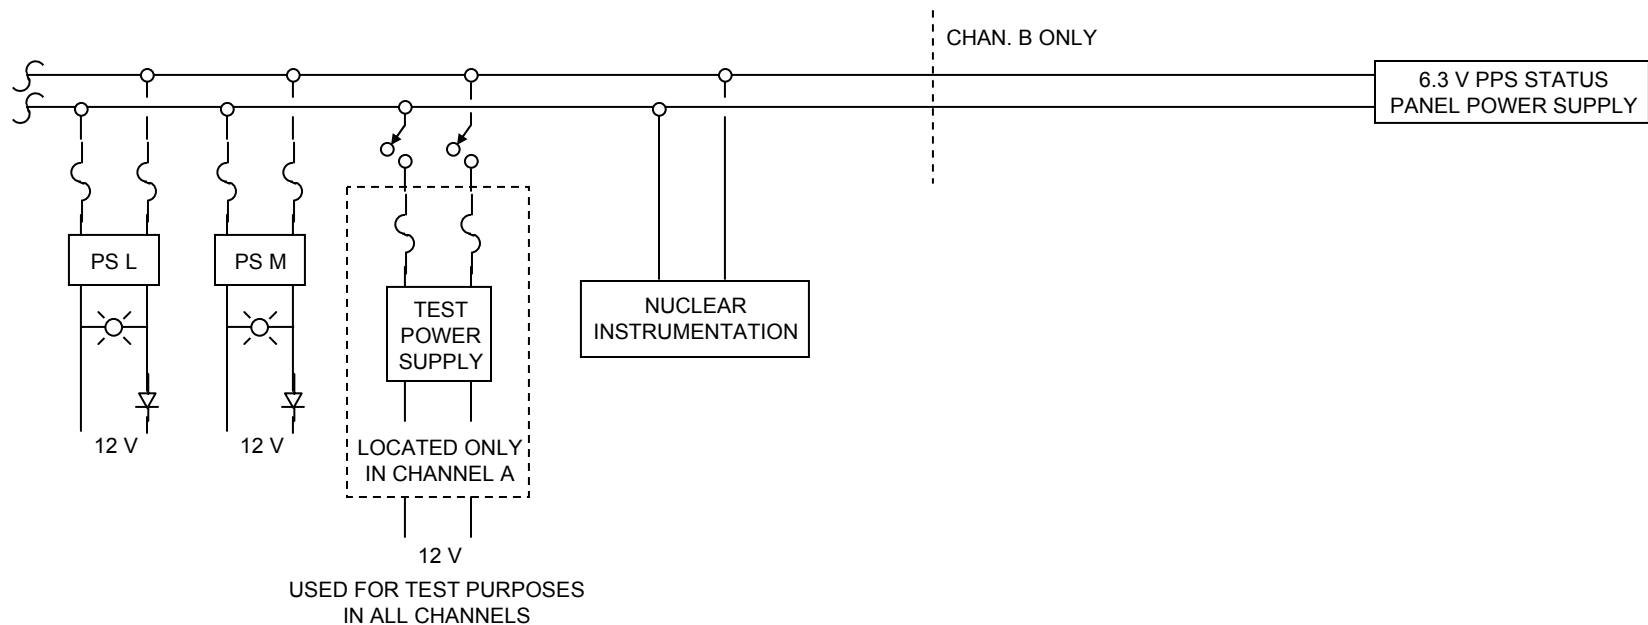 CHAN. B ONLY
6.3 V PPS STATUS
PANEL POWER SUPPLY
PS L
PS M
TEST
POWER
SUPPLY
NUCLEAR
INSTRUMENTATION
12 V
12 V
LOCATED ONLY
IN CHANNEL A
12 V
USED FOR TEST PURPOSES
IN ALL CHANNELS